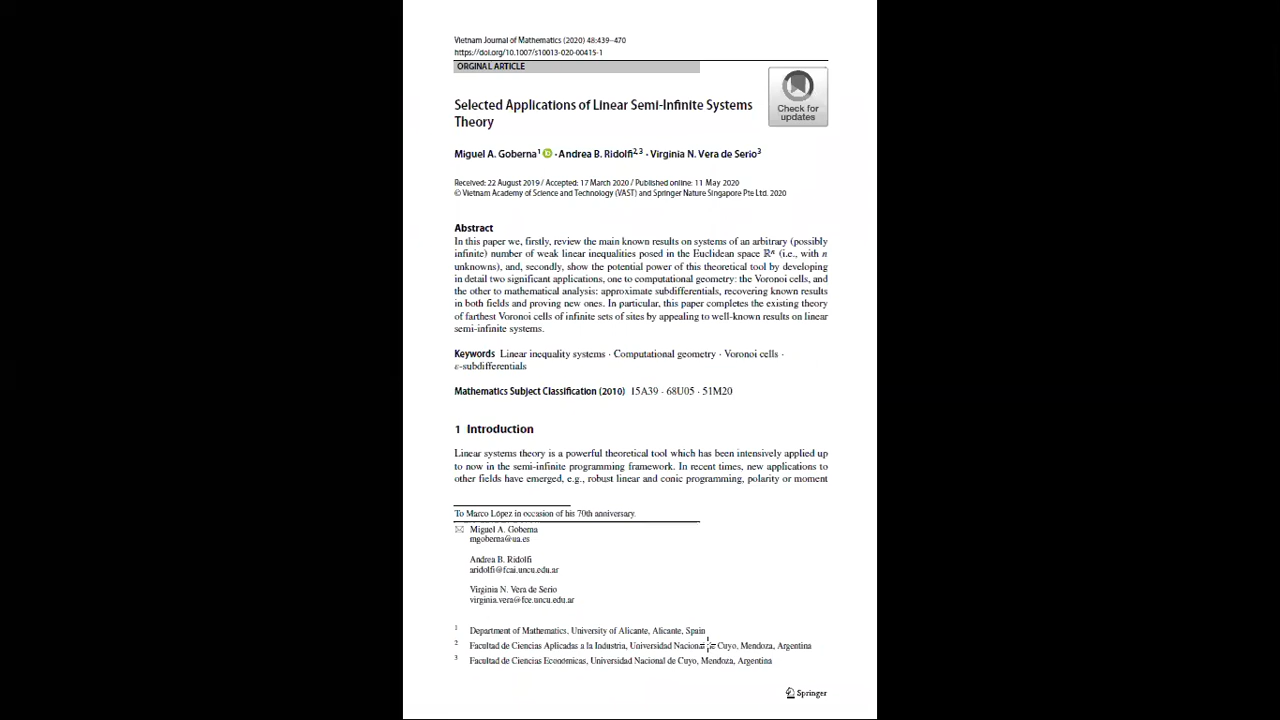 Vietnam Journal of Mathematics (2020) 48:439–470
https://doi.org/10.1007/s10013-020-00415-1
ORGINAL ARTICLE
Check for
updates
Selected Applications of Linear Semi-Infinite Systems
Theory
Miguel A. Goberna¹ · Andrea B. Ridolfi²,³ · Virginia N. Vera de Serio³
Received: 22 August 2019 / Accepted: 17 March 2020 / Published online: 11 May 2020
© Vietnam Academy of Science and Technology (VAST) and Springer Nature Singapore Pte Ltd. 2020
Abstract
In this paper we, firstly, review the main known results on systems of an arbitrary (possibly
infinite) number of weak linear inequalities posed in the Euclidean space ℝⁿ (i.e., with n
unknowns), and, secondly, show the potential power of this theoretical tool by developing
in detail two significant applications, one to computational geometry: the Voronoi cells, and
the other to mathematical analysis: approximate subdifferentials, recovering known results
in both fields and proving new ones. In particular, this paper completes the existing theory
of farthest Voronoi cells of infinite sets of sites by appealing to well-known results on linear
semi-infinite systems.
Keywords Linear inequality systems · Computational geometry · Voronoi cells ·
ε-subdifferentials
Mathematics Subject Classification (2010) 15A39 · 68U05 · 51M20
1 Introduction
Linear systems theory is a powerful theoretical tool which has been intensively applied up
to now in the semi-infinite programming framework. In recent times, new applications to
other fields have emerged, e.g., robust linear and conic programming, polarity or moment
To Marco López in occasion of his 70th anniversary.
Miguel A. Goberna
mgoberna@ua.es
Andrea B. Ridolfi
aridolfi@fcai.uncu.edu.ar
Virginia N. Vera de Serio
virginia.vera@fce.uncu.edu.ar
1 Department of Mathematics, University of Alicante, Alicante, Spain
2 Facultad de Ciencias Aplicadas a la Industria, Universidad Nacional de Cuyo, Mendoza, Argentina
3 Facultad de Ciencias Económicas, Universidad Nacional de Cuyo, Mendoza, Argentina
Springer